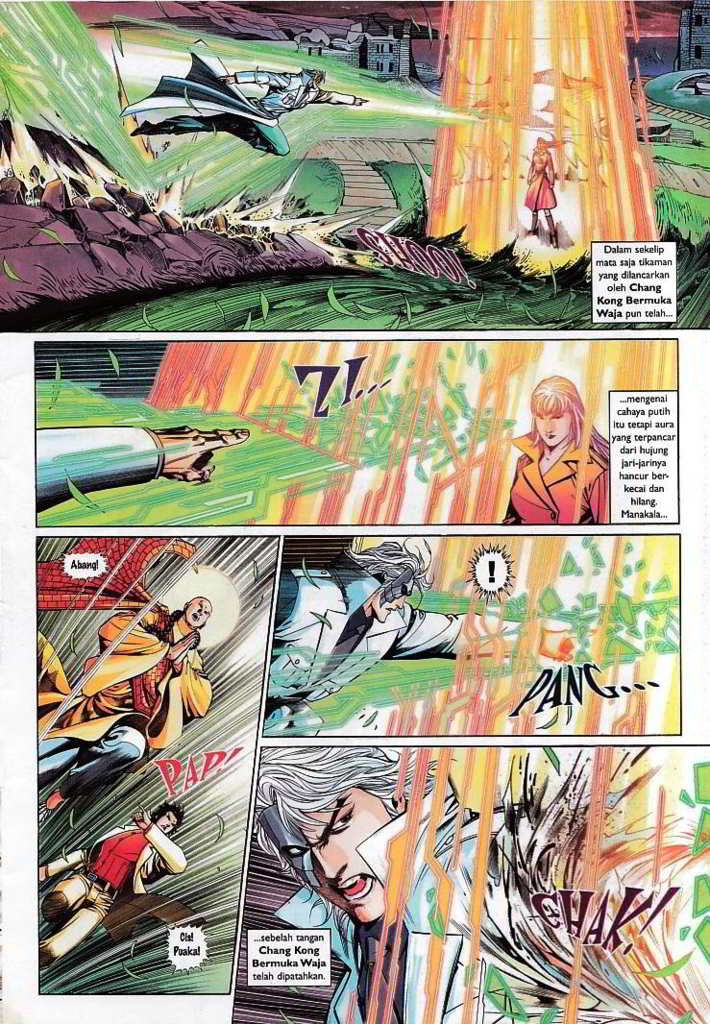 SHOOO!
Dalam sekelip
mata saja tikaman
yang dilancarkan
oleh Chang
Kong Bermuka
Waja pun telah...
ZI...
...mengenai
cahaya putih
itu tetapi aura
yang terpancar
dari hujung
jari-jarinya
hancur ber-
kecai dan
hilang.
Manakala...
Abang!
PAP!
Cis!
Puaka!
!
PANG...
CHAK!
...sebelah tangan
Chang Kong
Bermuka Waja
telah dipatahkan.